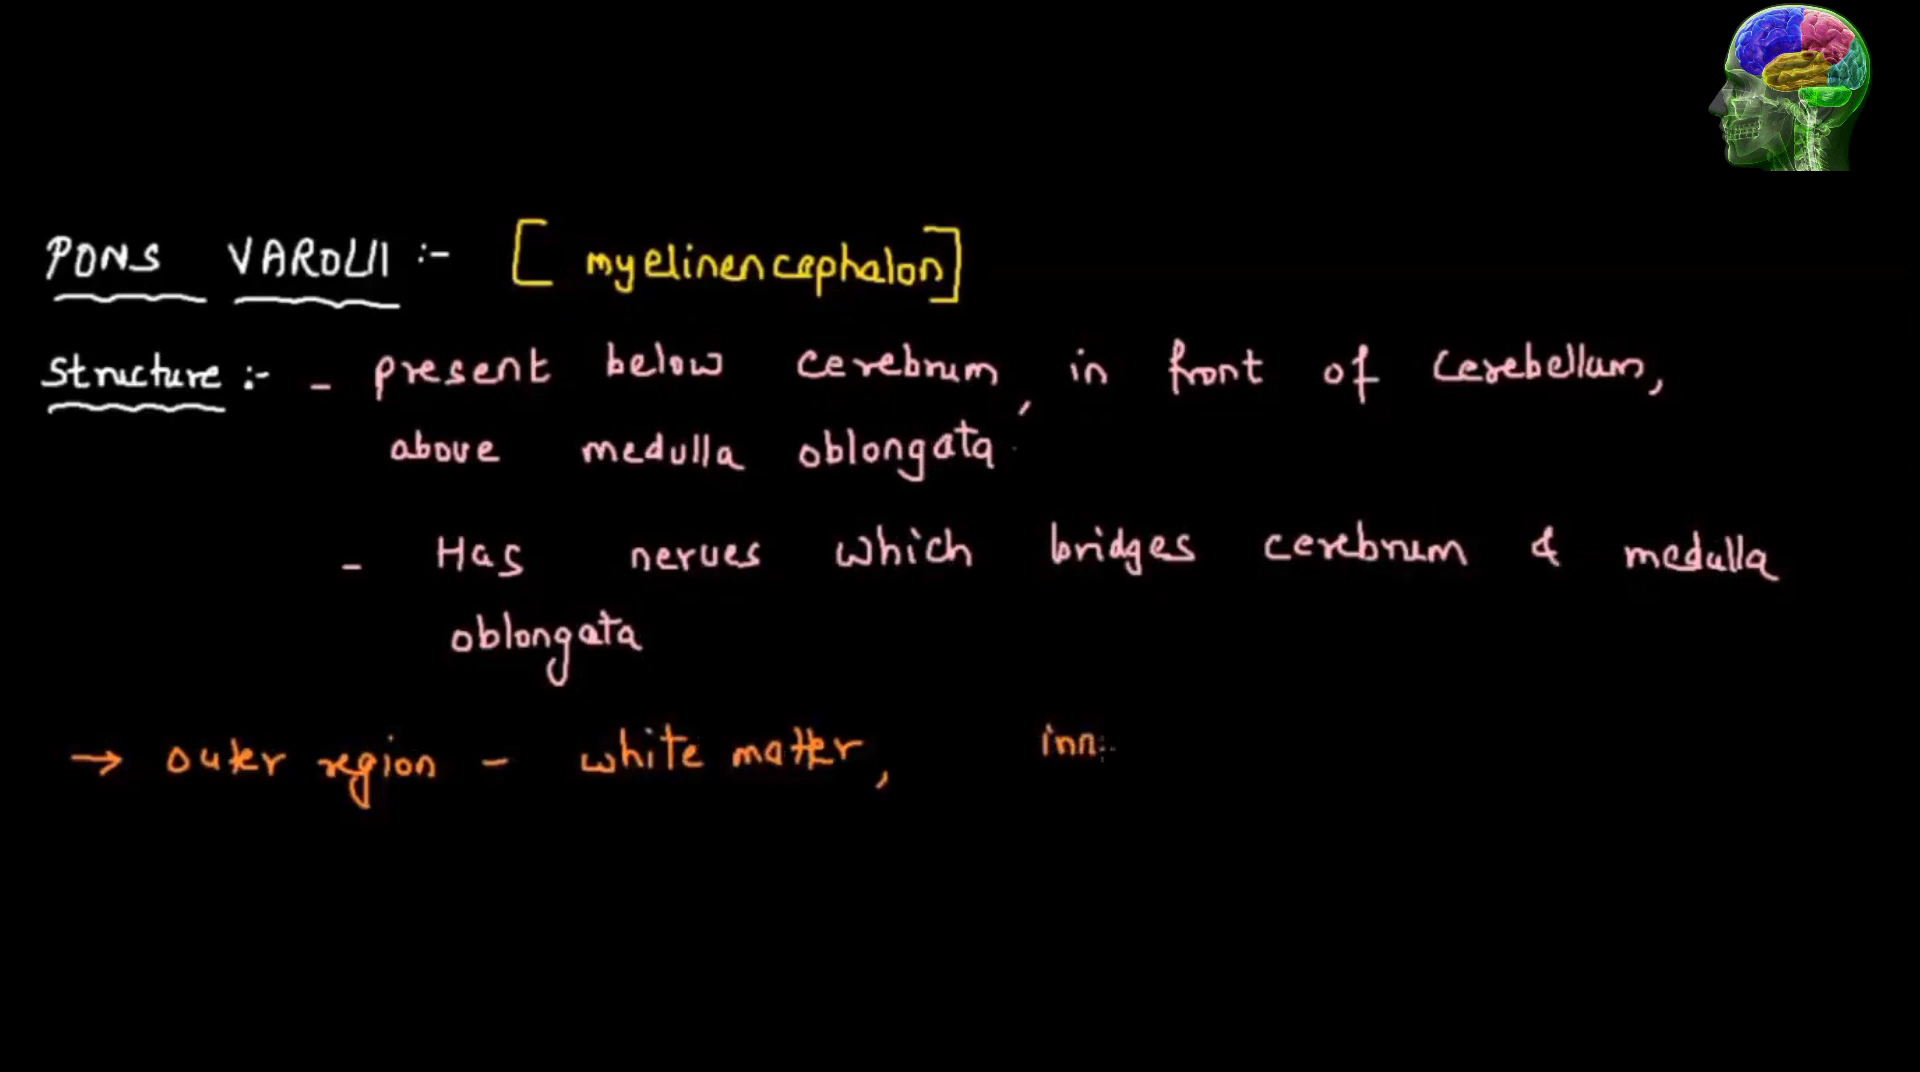 PONS VAROLII :- [ myelinencephalon]
Structure :- - present below cerebrum, in front of cerebellum,
above medulla oblongata.
- Has nerves which bridges cerebrum & medulla
oblongata
→ outer region - white matter, inn